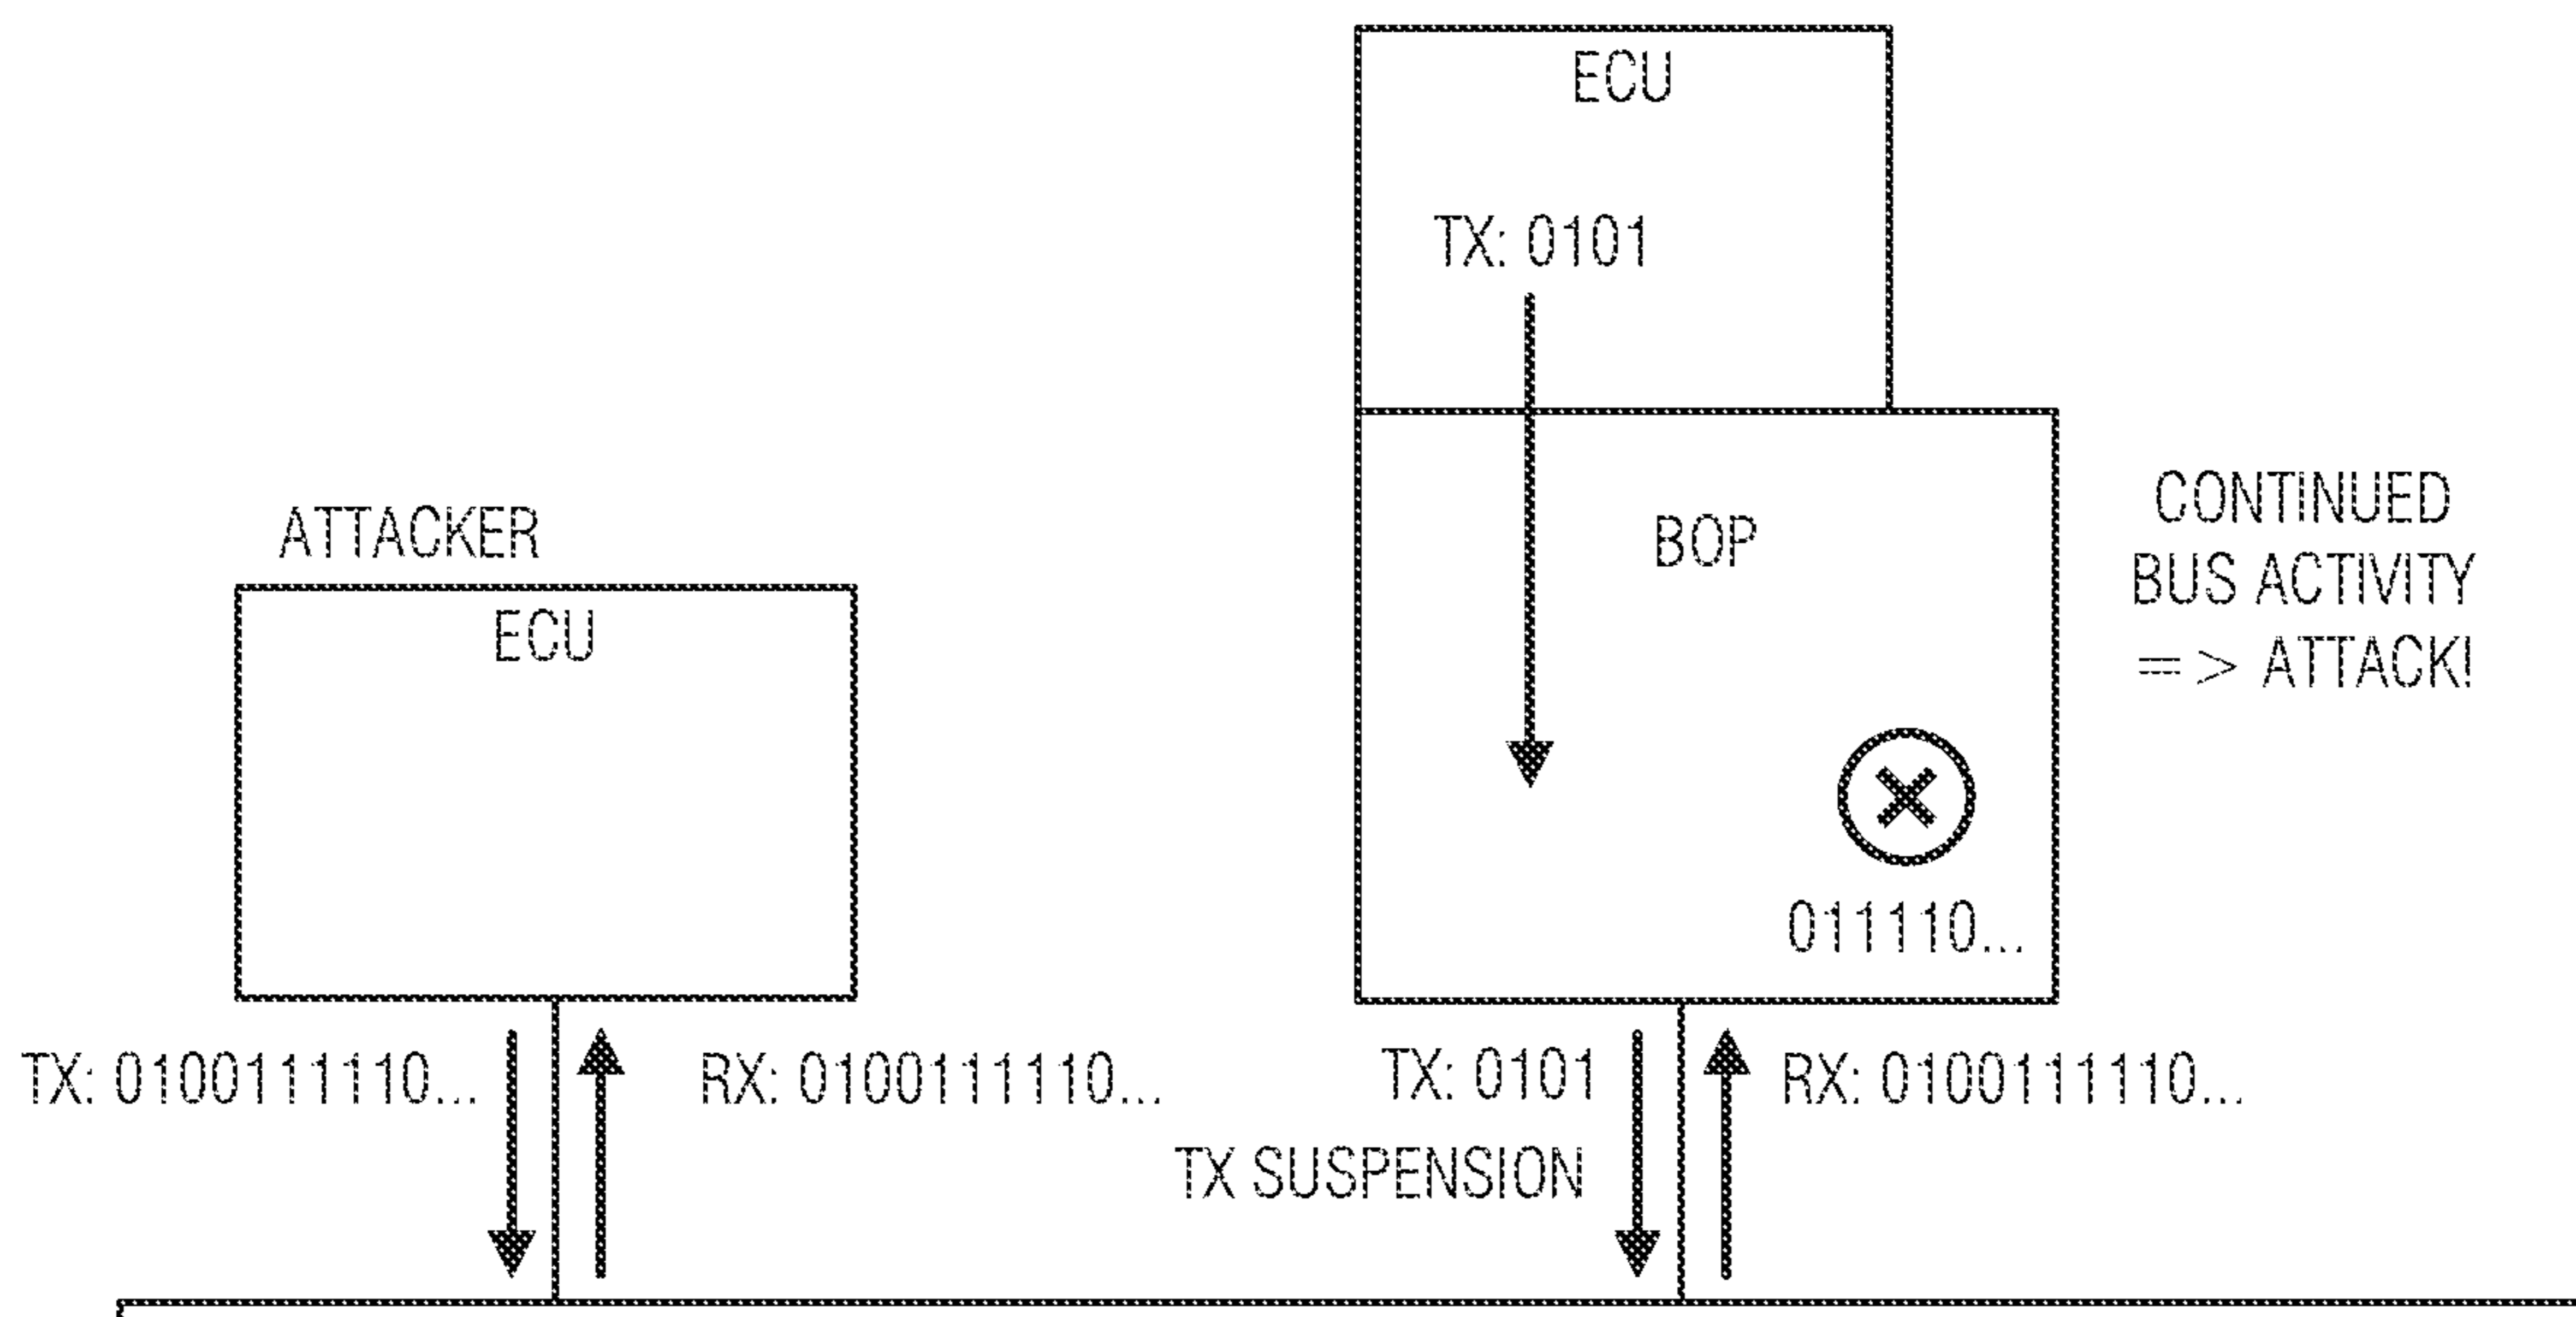 ECU
TX: 0101
ATTACKER
ECU
BOP
CONTINUED
BUS ACTIVITY
=> ATTACK!
011110...
TX: 0100111110...
RX: 0100111110...
TX: 0101
TX SUSPENSION
RX: 0100111110...